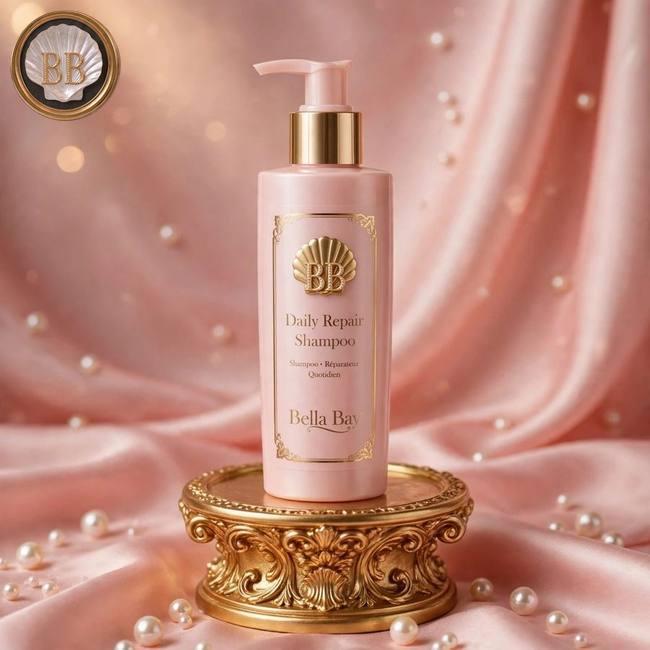 BB
BB
Daily Repair
Shampoo
Shampoo • Réparateur
Quotidien
Bella Bay